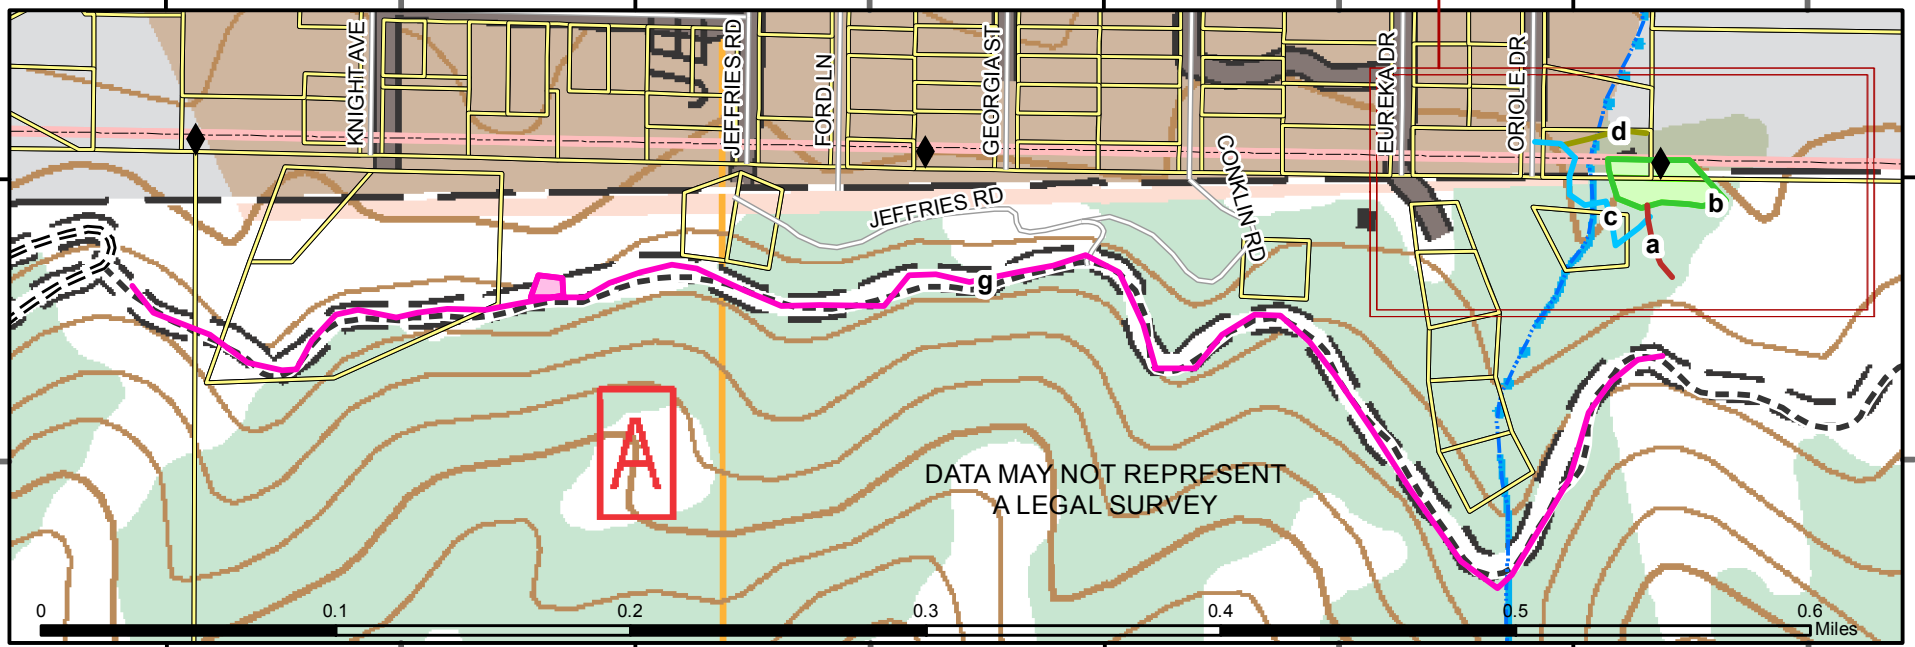 KNIGHT AVE
JEFFRIES RD
FORD LN
GEORGIA ST
EUREKA DR
ORIOLE DR
d
CONKLIN RD
JEFFRIES RD
c
b
a
g
A
DATA MAY NOT REPRESENT
A LEGAL SURVEY
0 0.1 0.2 0.3 0.4 0.5 0.6
Miles